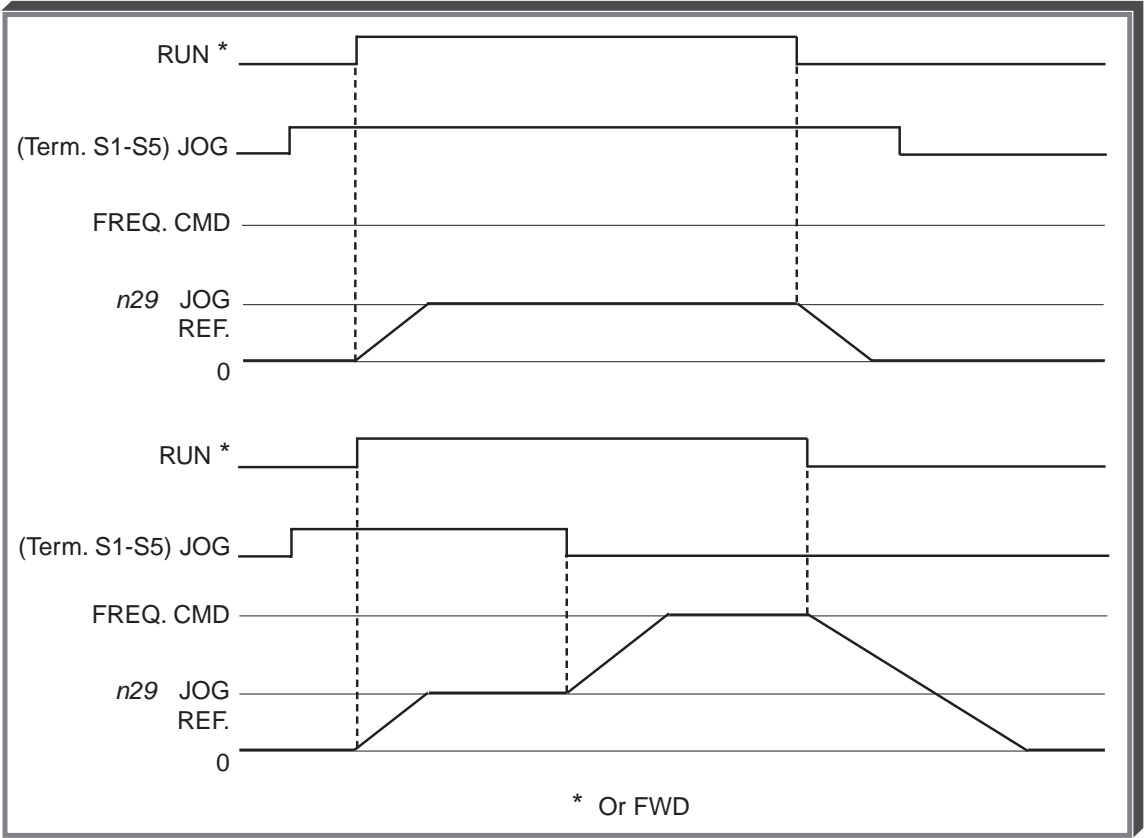 RUN *
(Term. S1-S5) JOG
FREQ. CMD
n29 JOG
REF.
0
RUN *
(Term. S1-S5) JOG
FREQ. CMD
n29 JOG
REF.
0
* Or FWD